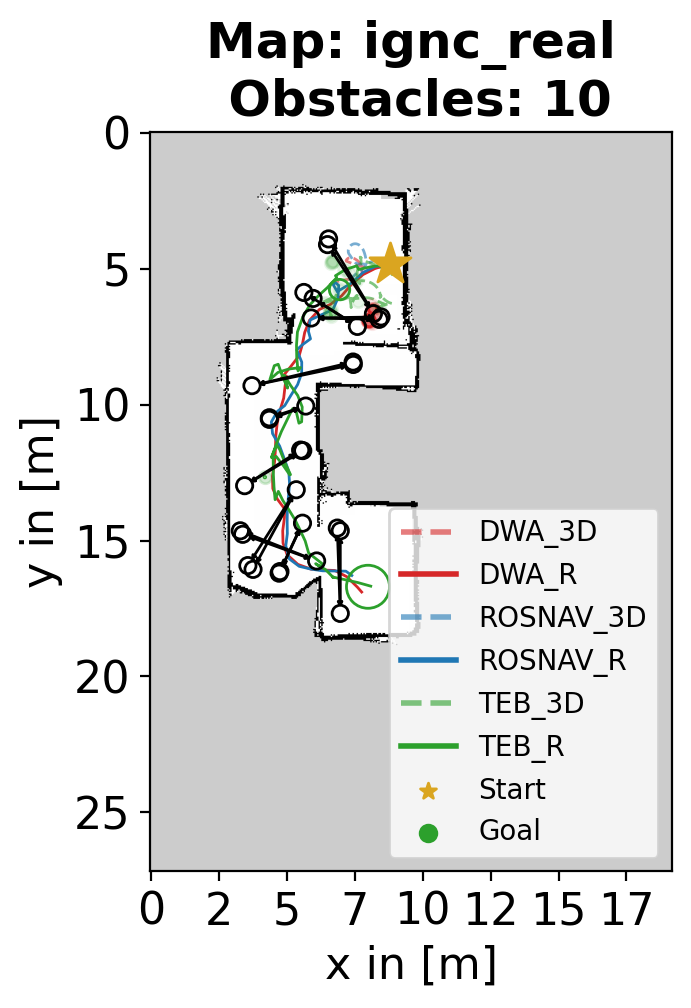 Map: ignc_real
Obstacles: 10
0
5
10
15
20
25
y in [m]
DWA_3D
DWA_R
ROSNAV_3D
ROSNAV_R
TEB_3D
TEB_R
Start
Goal
0 2 5 7 10 12 15 17
x in [m]